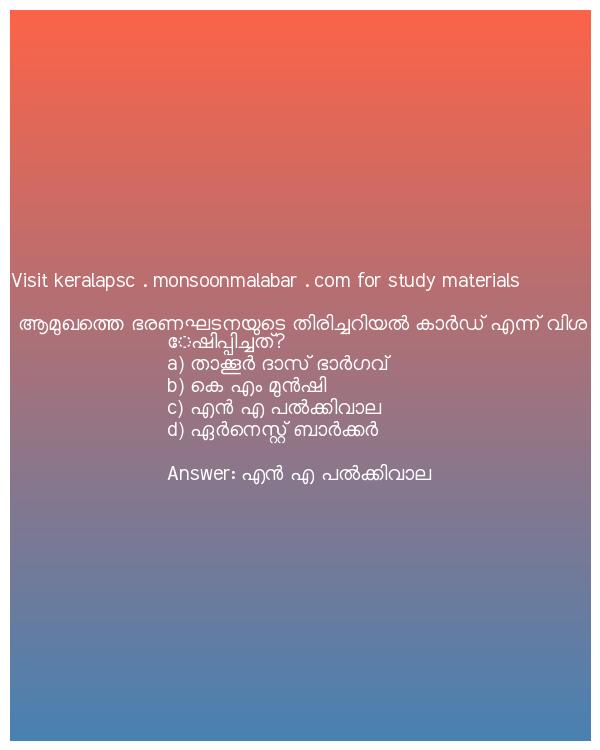 Visit keralapsc . monsoonmalabar . com for study materials
ആമുഖത്തെ ഭരണഘടനയുടെ തിരിച്ചറിയൽ കാർഡ് എന്ന് വിശ
േഷിപ്പിച്ചത്?
a) താക്കൂർ ദാസ് ഭാർഗവ്
b) കെ എം മുൻഷി
c) എൻ എ പൽക്കിവാല
d) ഏർനെസ്റ്റ് ബാർക്കർ
Answer: എൻ എ പൽക്കിവാല